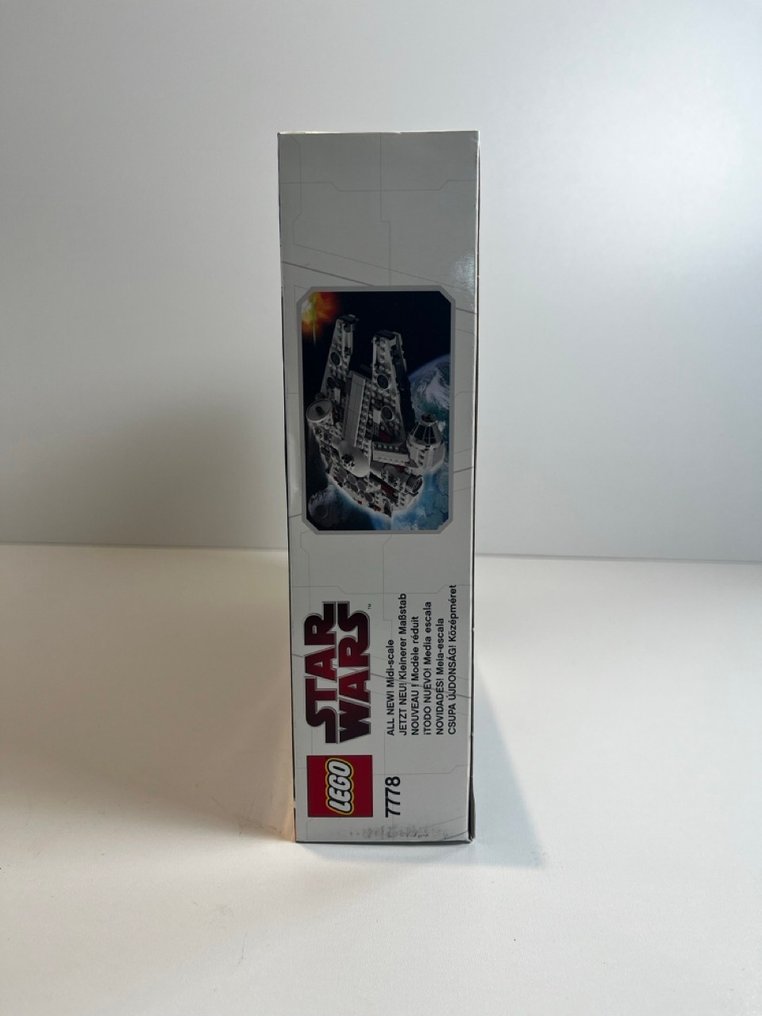 LEGO
STAR
WARS™
7778
ALL NEW! Midi-scale
JETZT NEU! Kleinerer Maßstab
NOUVEAU ! Modèle réduit
¡TODO NUEVO! Media escala
NOVIDADES! Meia-escala
CSUPA ÚJDONSÁG! Középméret